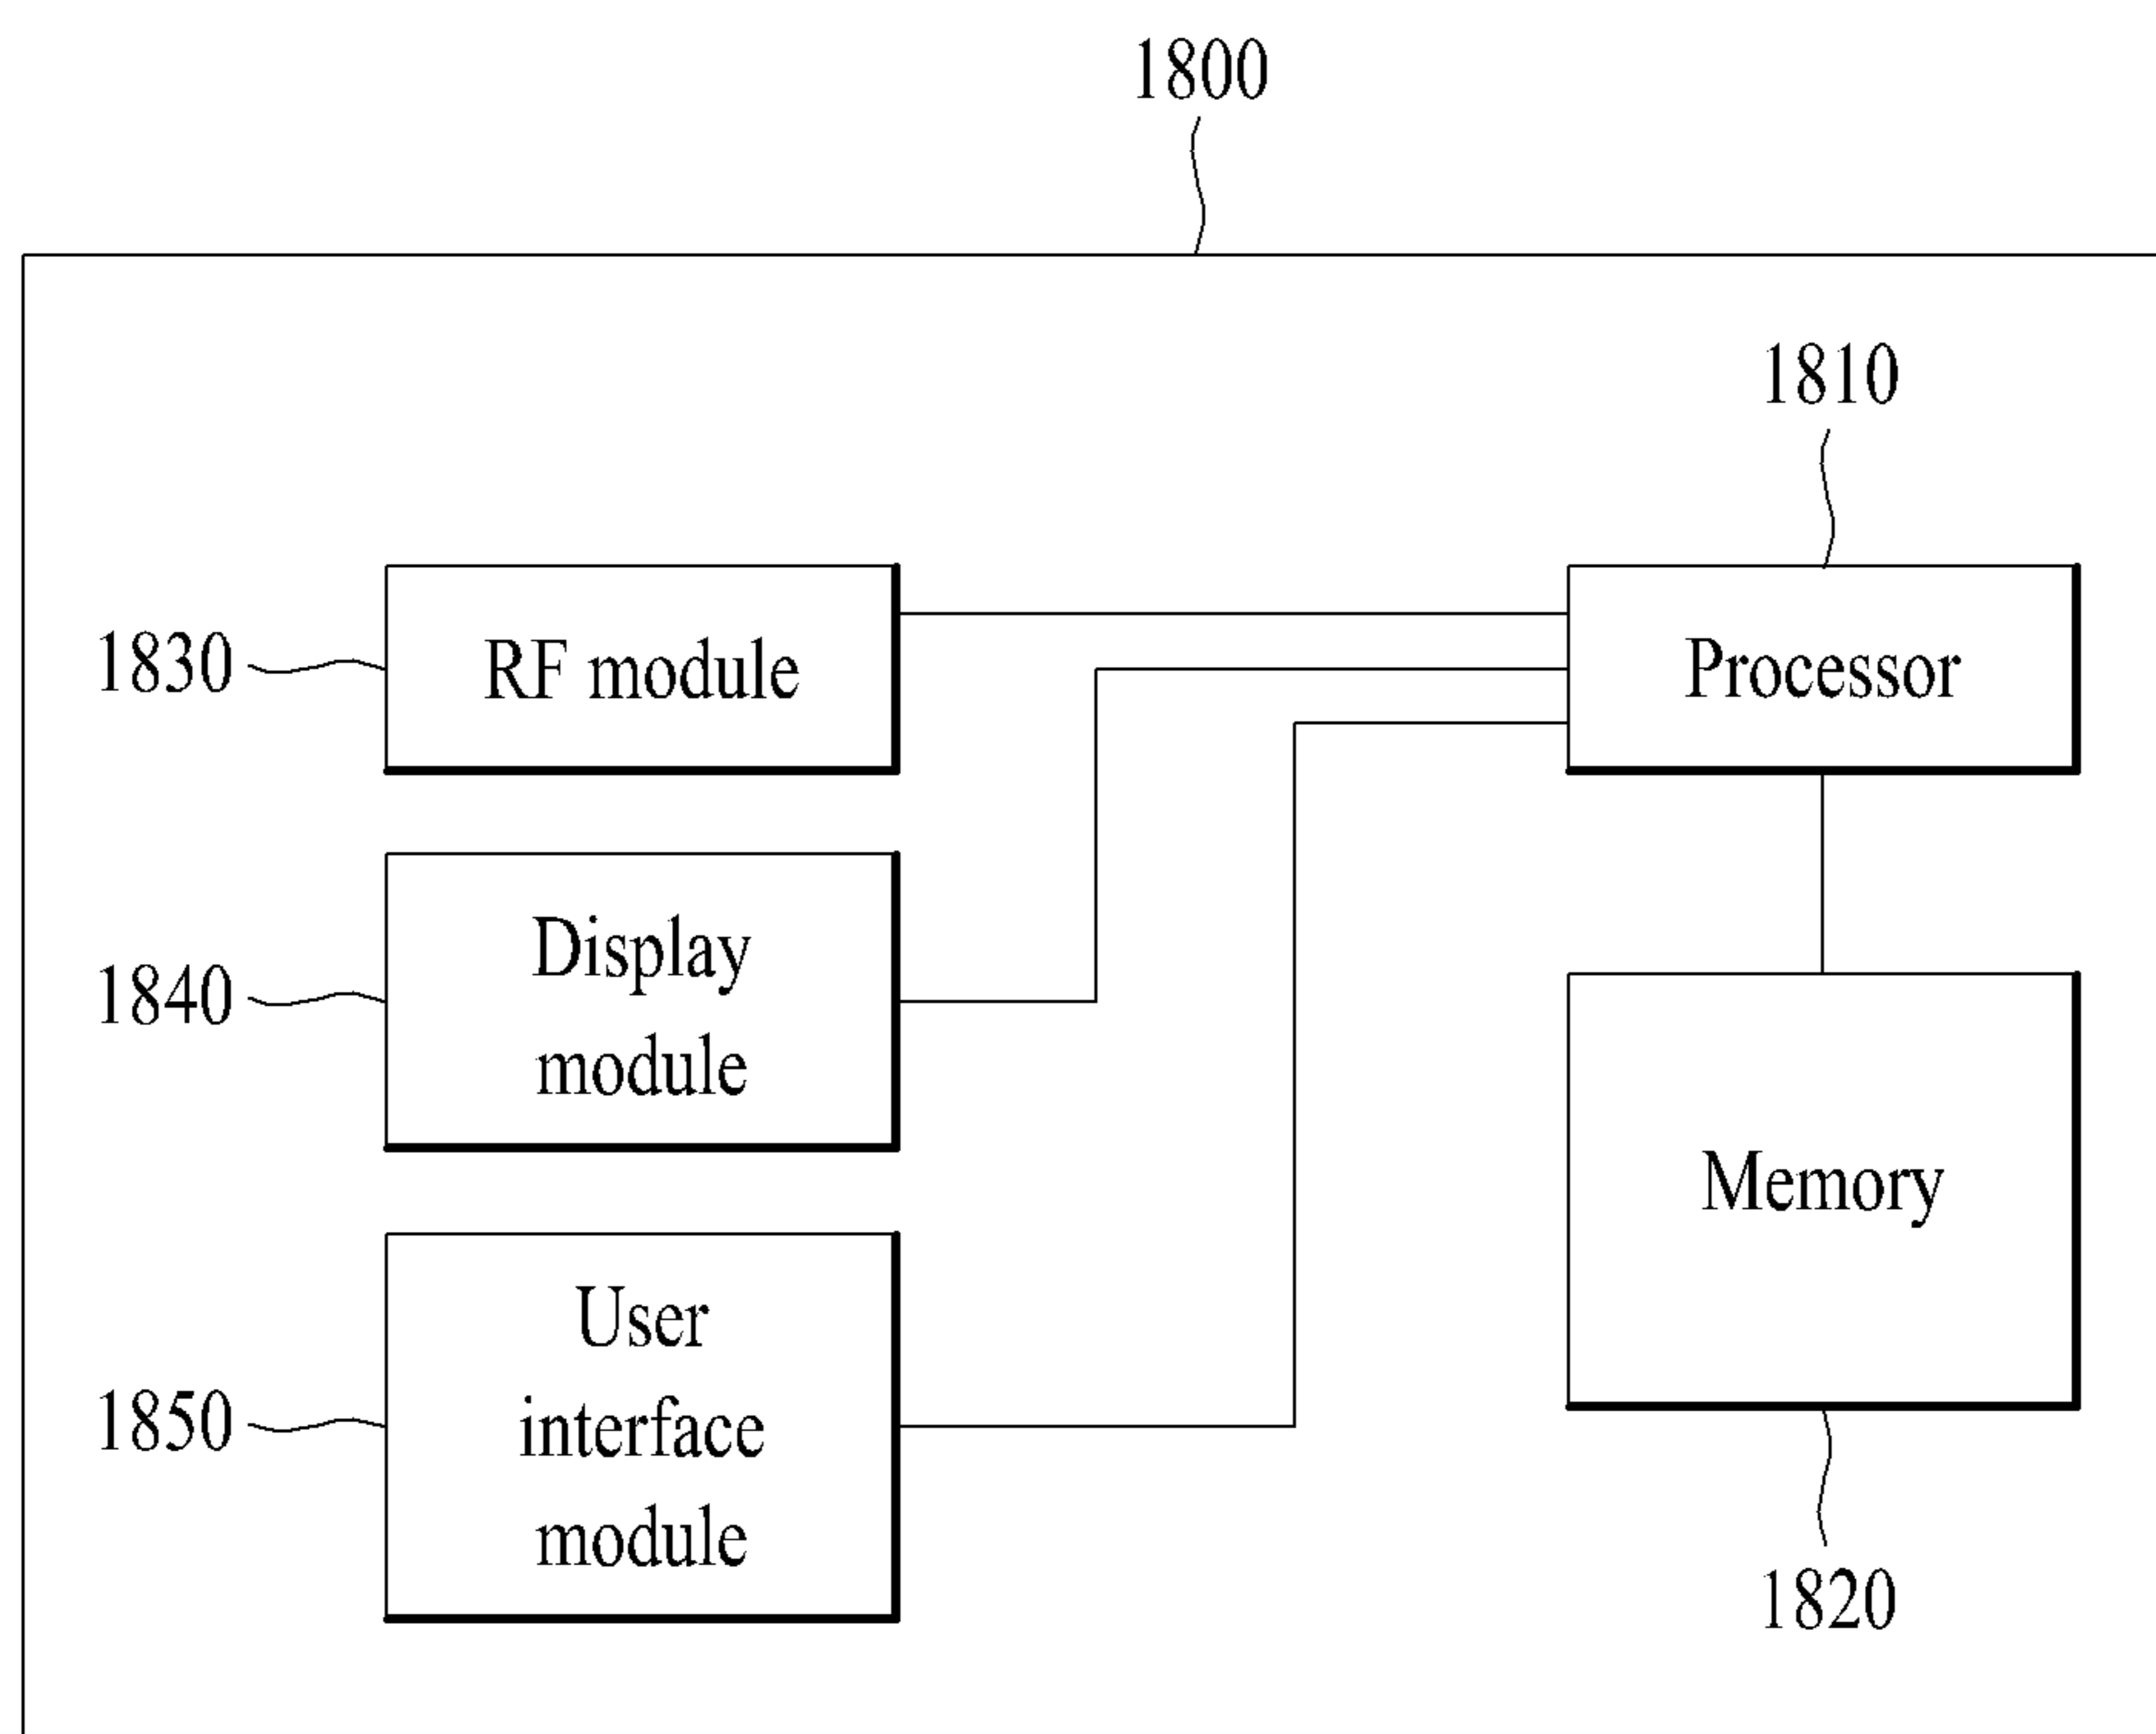 1800
1810
1830
RF module
Processor
1840
Display
module
Memory
1850
User
interface
module
1820